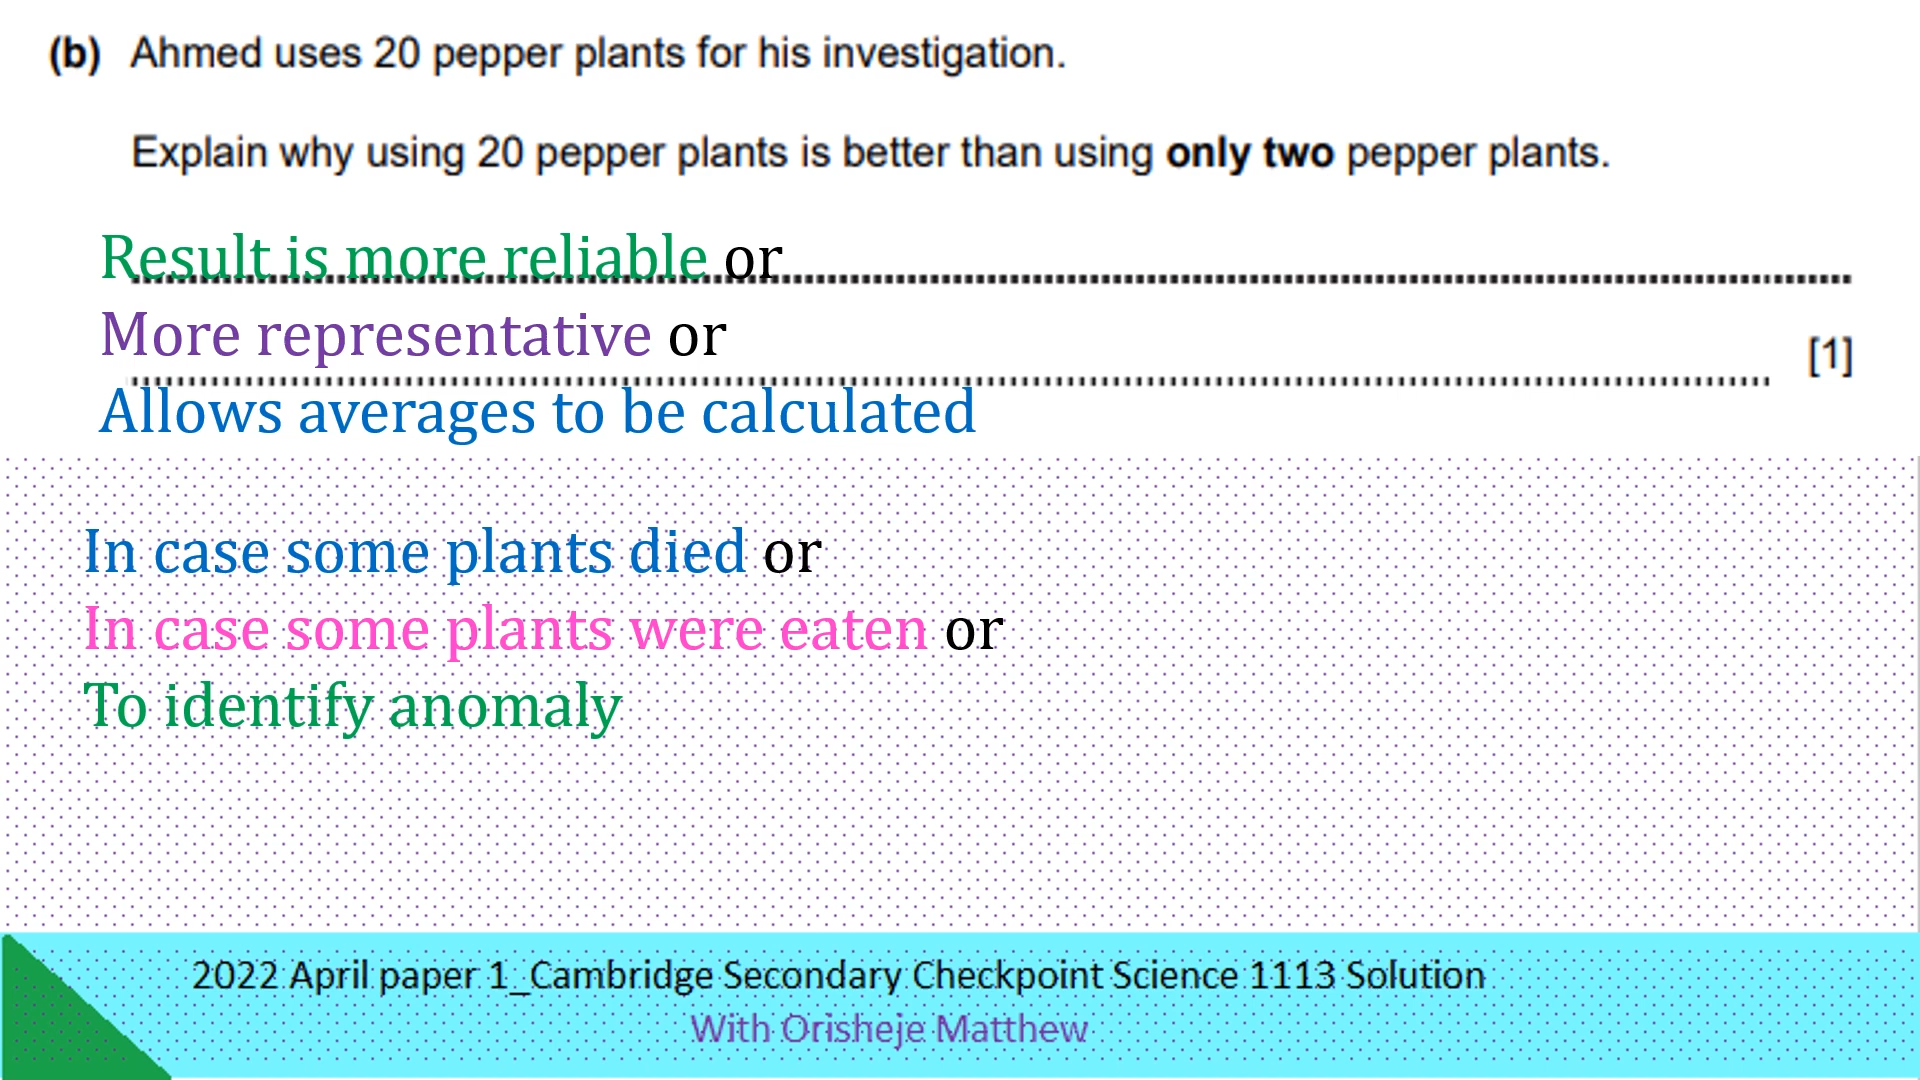 (b) Ahmed uses 20 pepper plants for his investigation.
Explain why using 20 pepper plants is better than using only two pepper plants.
Result is more reliable or
More representative or
[1]
Allows averages to be calculated
In case some plants died or
In case some plants were eaten or
To identify anomaly
2022 April paper 1_Cambridge Secondary Checkpoint Science 1113 Solution
With Orisheje Matthew